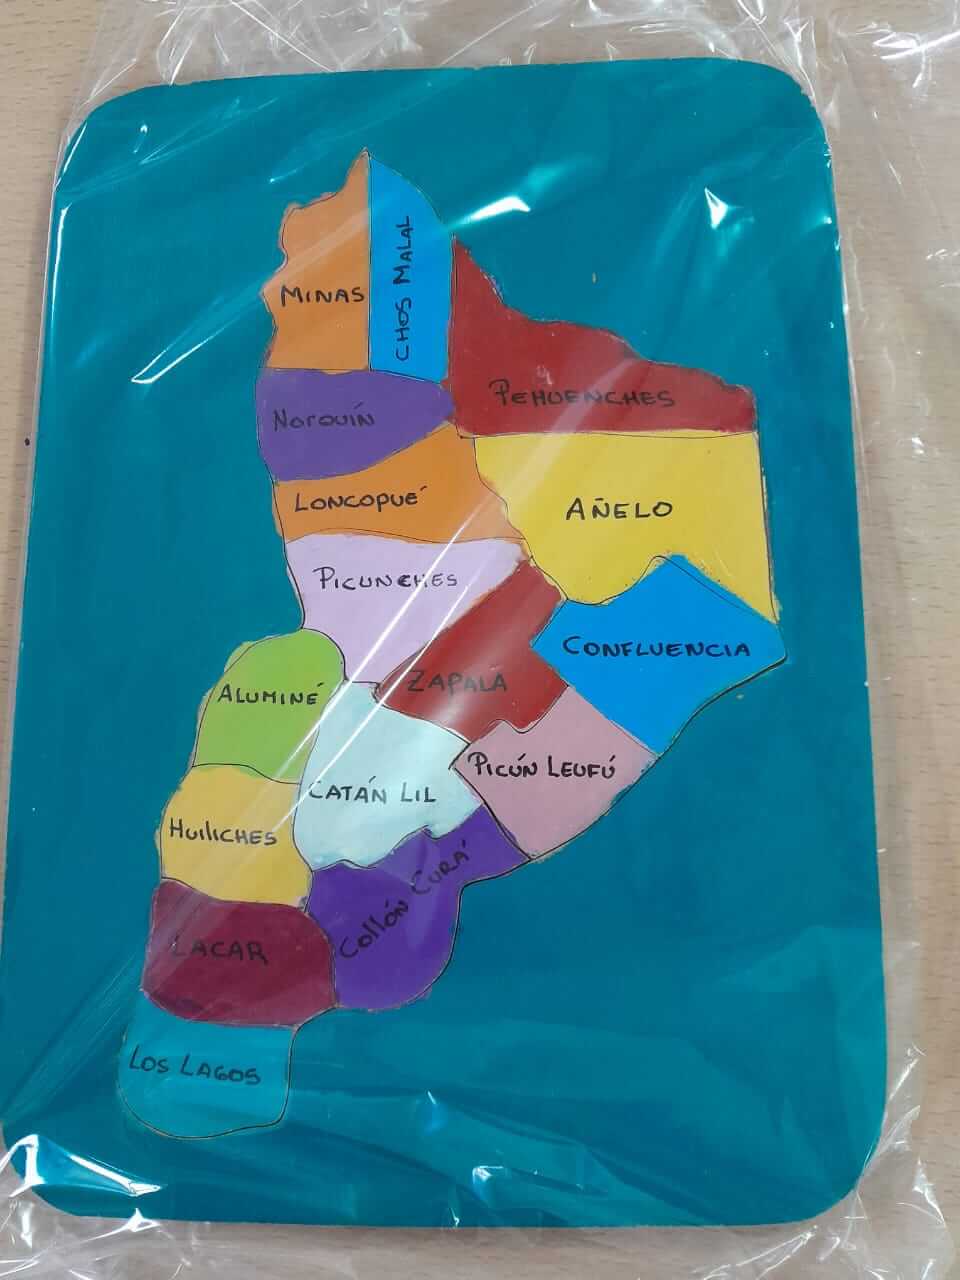 MINAS
CHOS MALAL
PEHUENCHES
Ñorquín
LONCOPUÉ
AÑELO
PICUNCHES
CONFLUENCIA
ZAPALA
ALUMINÉ
PICÚN LEUFÚ
CATÁN LIL
HuiliCHES
Collón CURÁ
LACAR
LOS LAGOS